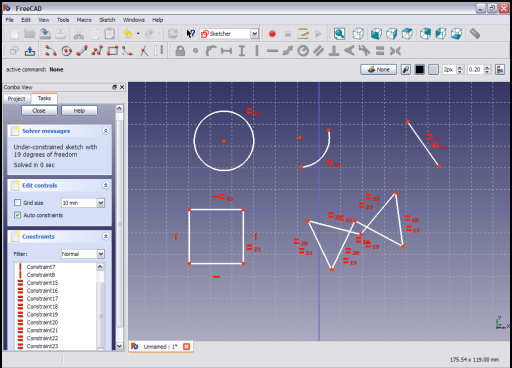 FreeCAD
File Edit View Tools Macro Sketch Windows Help
Sketcher
active command: None
None
2px
0.20
Combo View
Project Tasks
Close Help
Solver messages
Under-constrained sketch with
19 degrees of freedom
Solved in 0 sec
Edit controls
Grid size 10 mm
Auto constraints
Constraints
Filter: Normal
Constraint7
Constraint8
Constraint15
Constraint16
Constraint17
Constraint18
Constraint19
Constraint20
Constraint21
Constraint22
Constraint23
Unnamed : 1*
175.54 x 119.00 mm